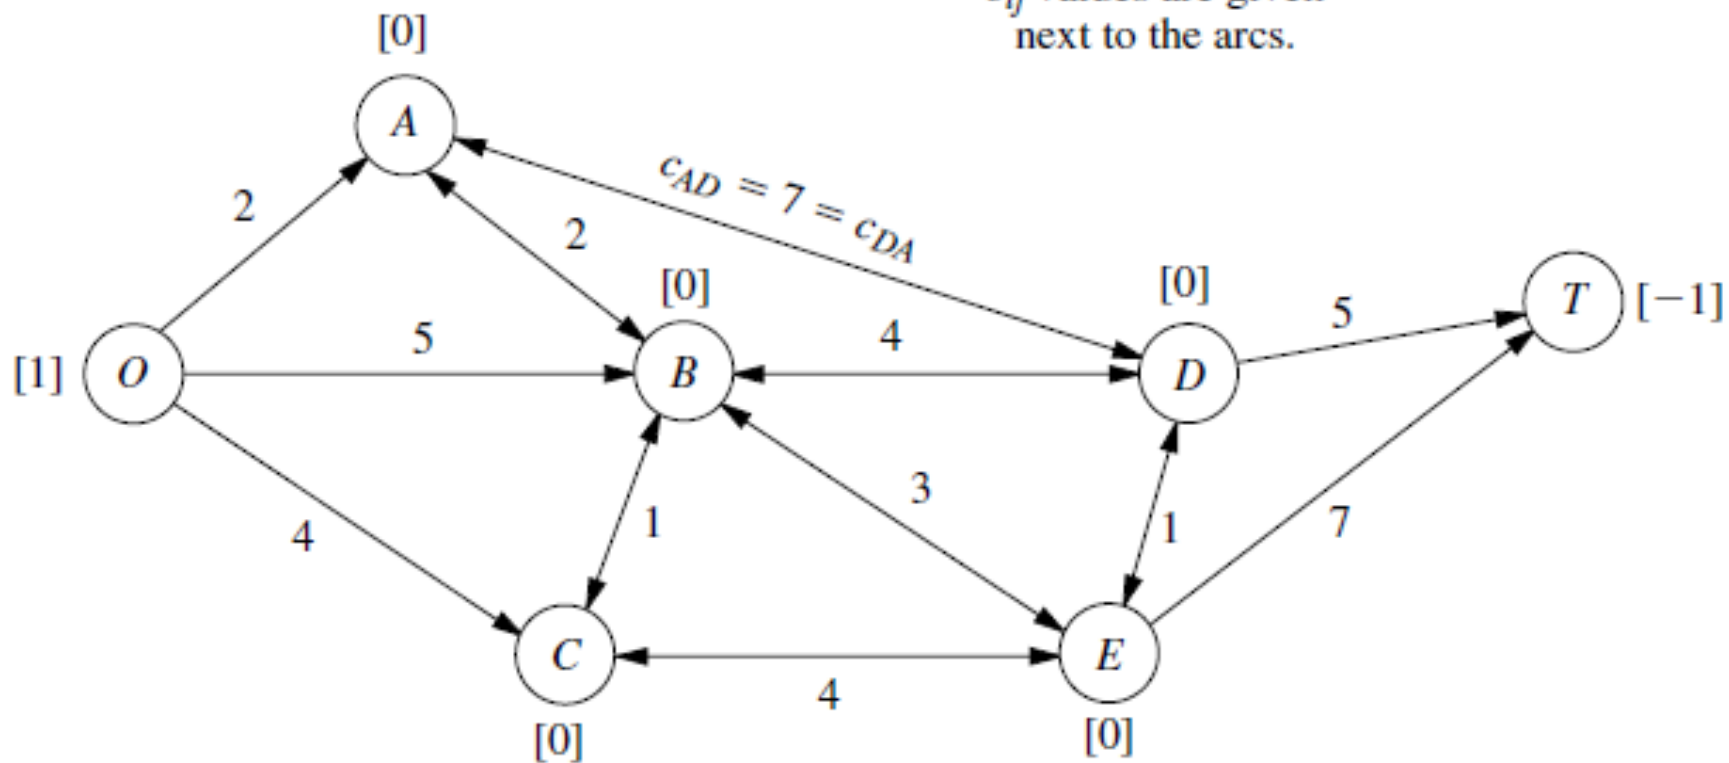 next to the arcs.
[0]
A
2
2
c_AD = 7 = c_DA
[0]
[0]
T
[−1]
5
[1]
O
5
B
4
D
4
1
3
1
7
C
4
E
[0]
[0]